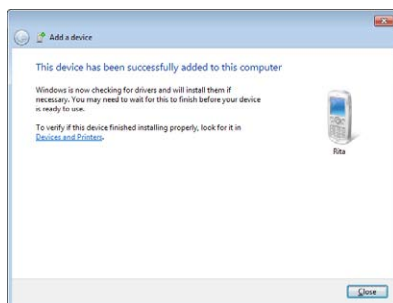 Add a device
This device has been successfully added to this computer
Windows is now checking for drivers and will install them if
necessary. You may need to wait for this to finish before your device
is ready to use.
To verify if this device finished installing properly, look for it in
Devices and Printers.
Rita
Close